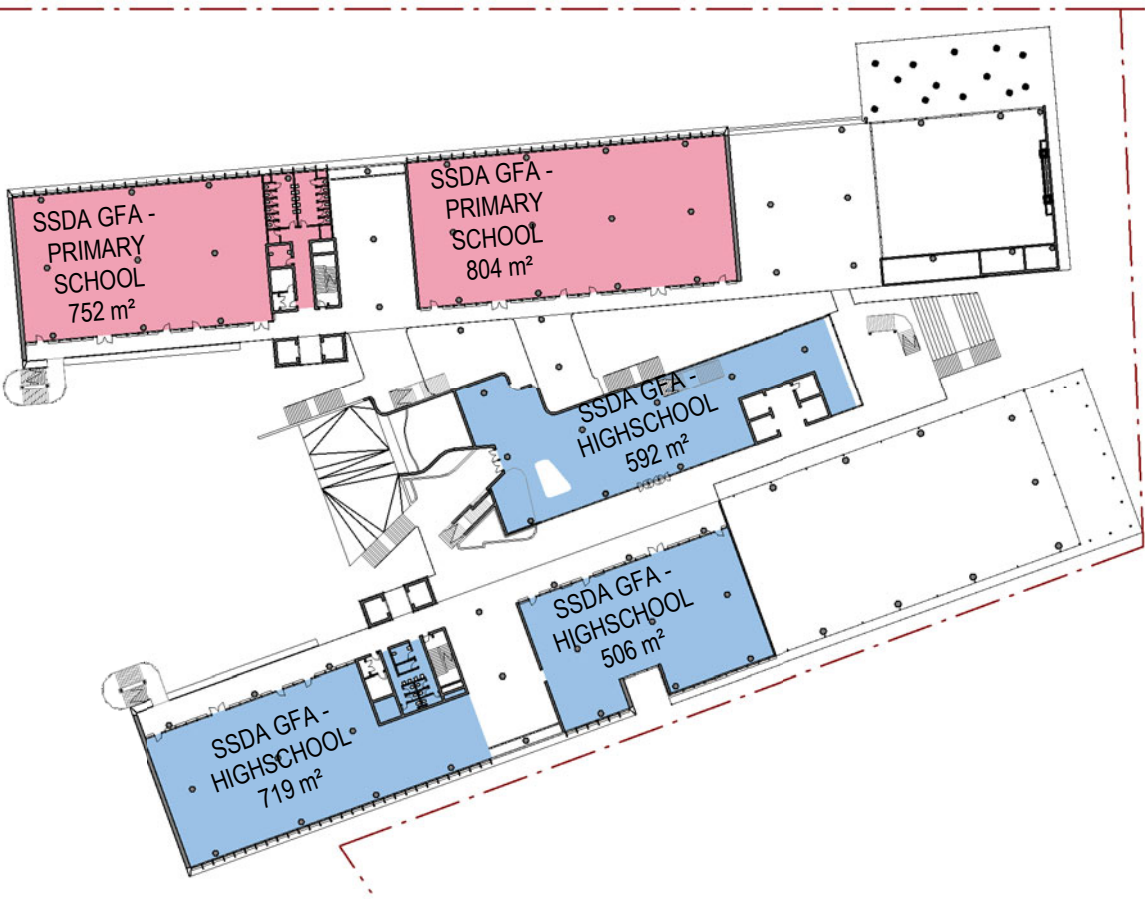 SSDA GFA -
PRIMARY
SCHOOL
752 m²
SSDA GFA -
PRIMARY
SCHOOL
804 m²
SSDA GFA -
HIGHSCHOOL
592 m²
SSDA GFA -
HIGHSCHOOL
506 m²
SSDA GFA -
HIGHSCHOOL
719 m²